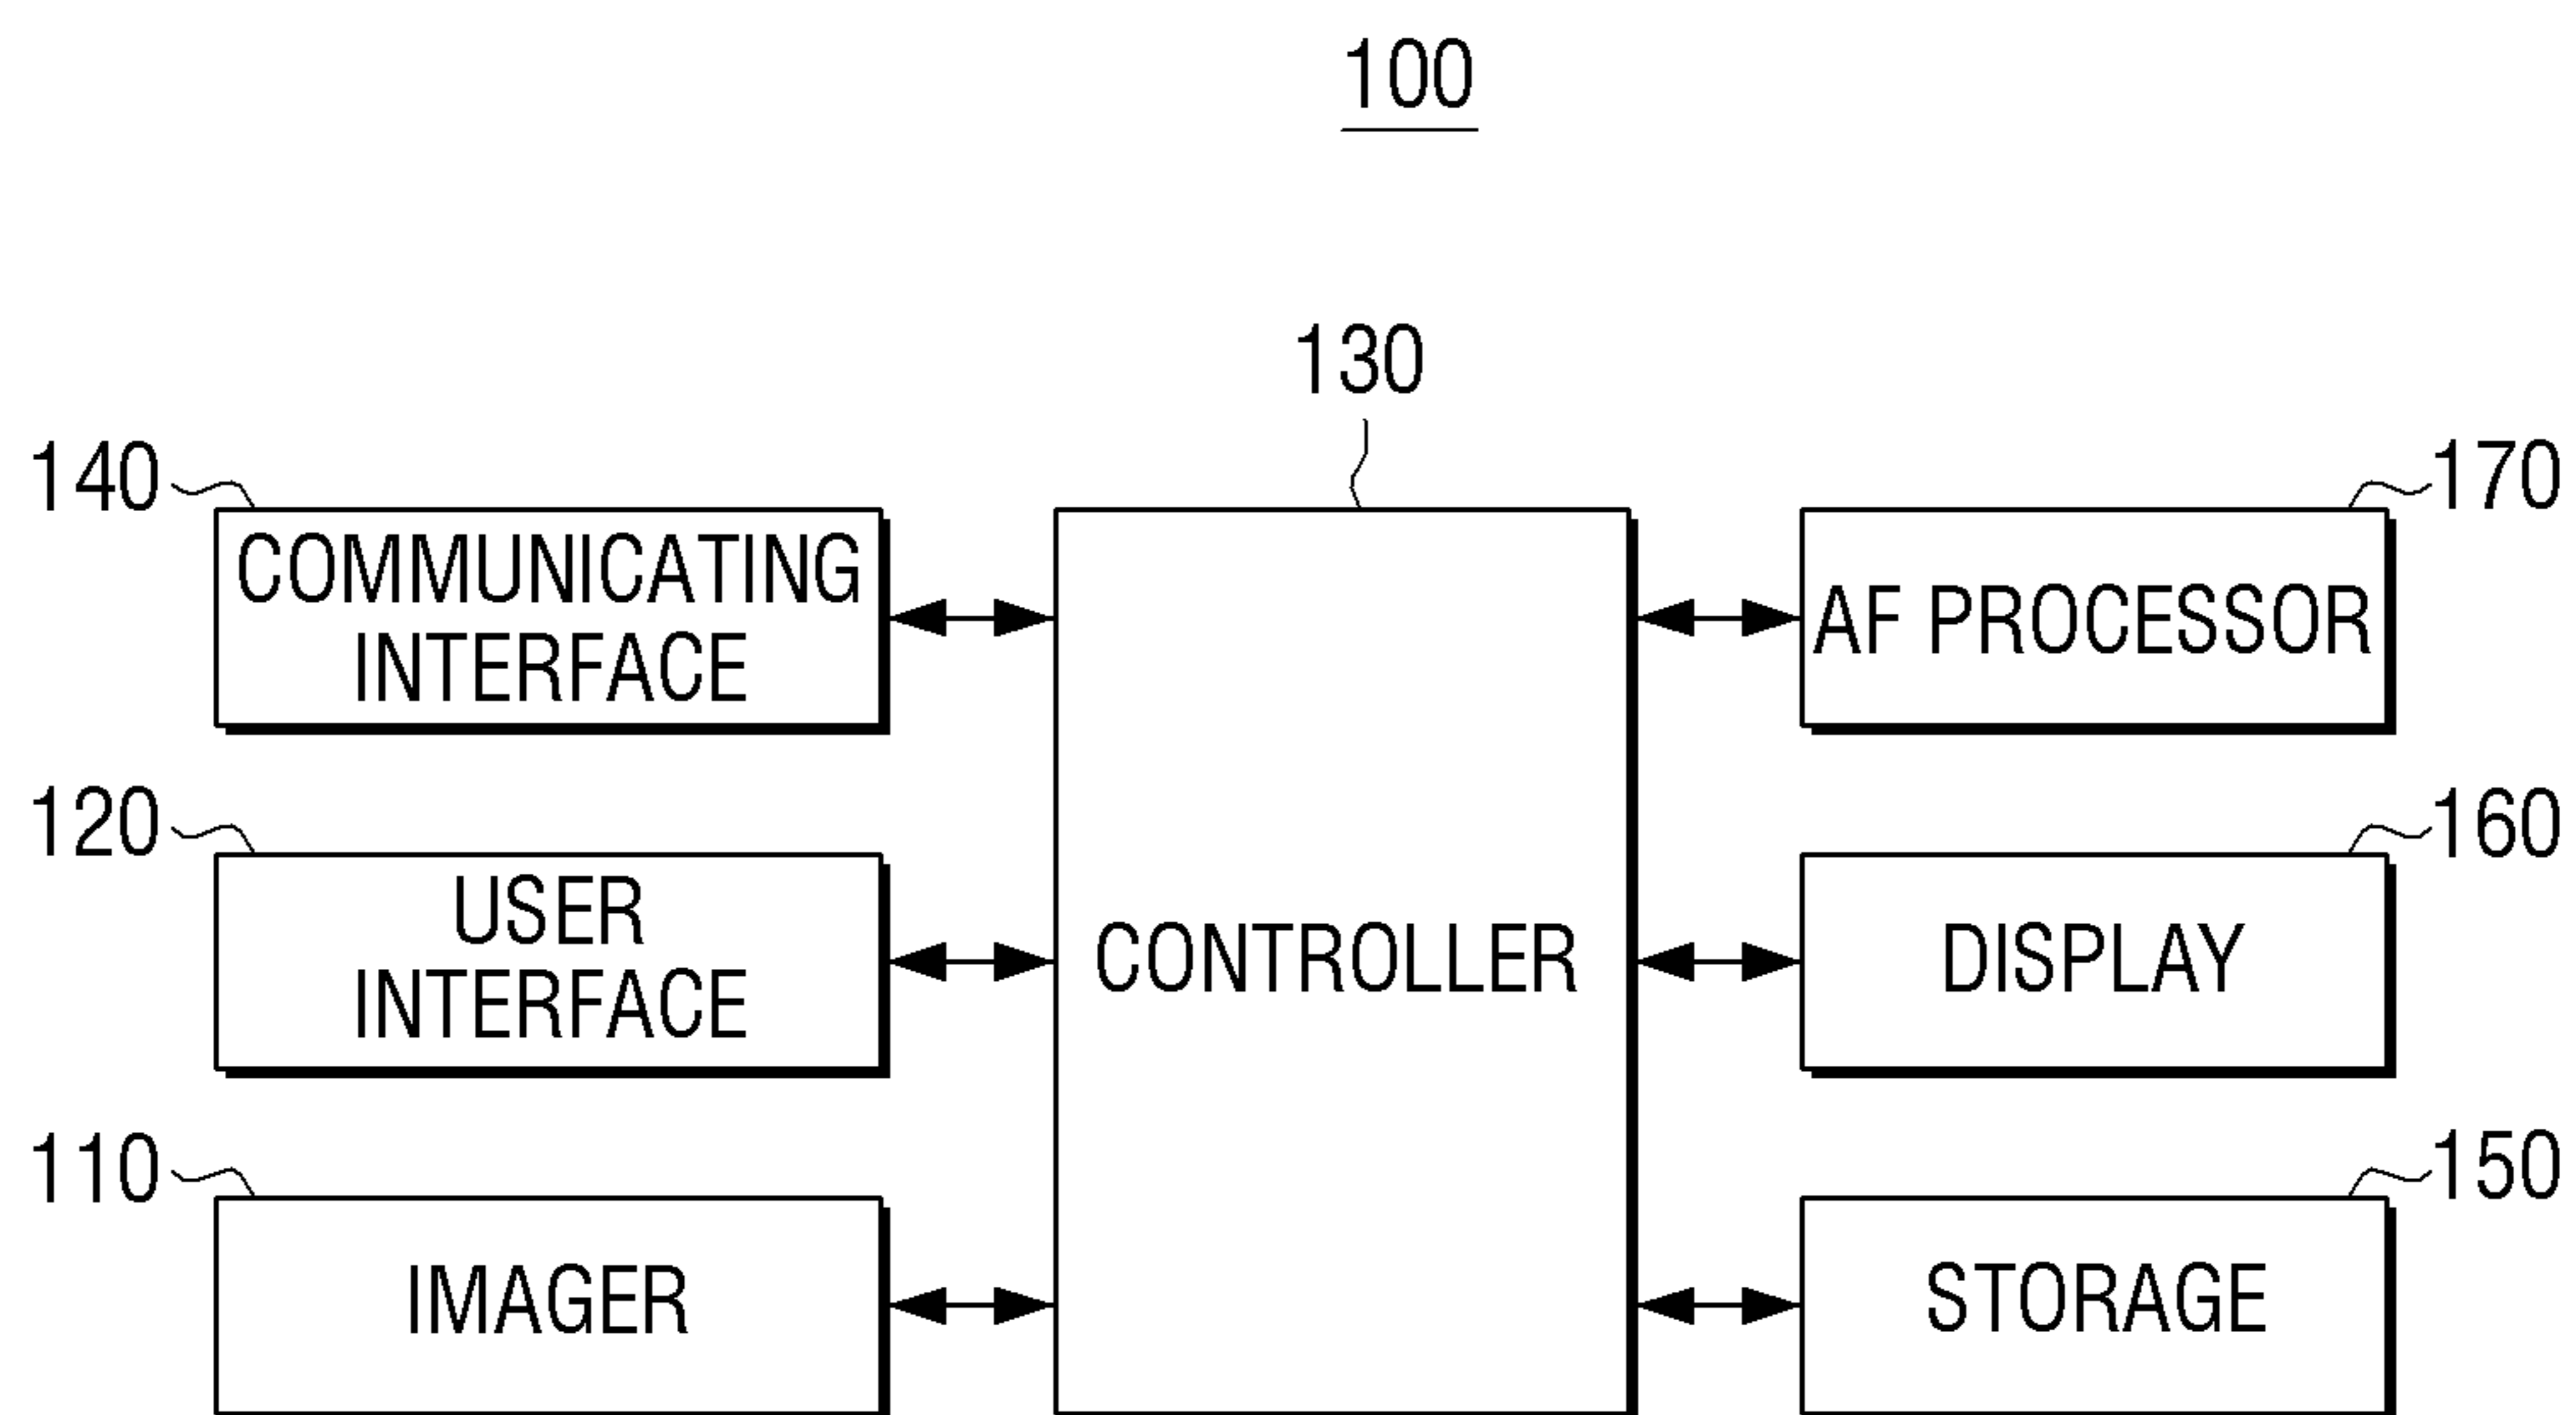 100
130
140
COMMUNICATING
INTERFACE
170
AF PROCESSOR
120
USER
INTERFACE
CONTROLLER
160
DISPLAY
110
IMAGER
150
STORAGE